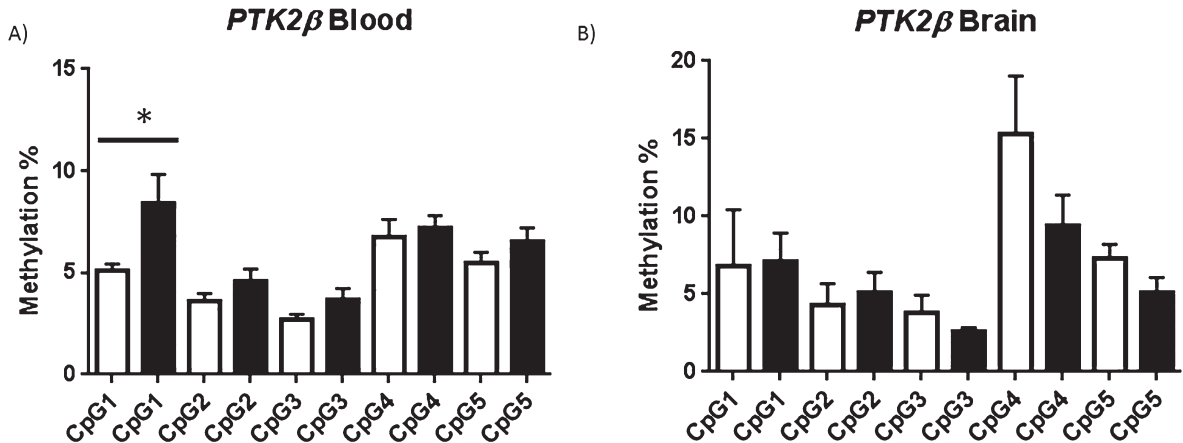 A)
PTK2β Blood
Methylation %
15
10
5
0
*
CpG1 CpG1 CpG2 CpG2 CpG3 CpG3 CpG4 CpG4 CpG5 CpG5
B)
PTK2β Brain
Methylation %
20
15
10
5
0
CpG1 CpG1 CpG2 CpG2 CpG3 CpG3 CpG4 CpG4 CpG5 CpG5